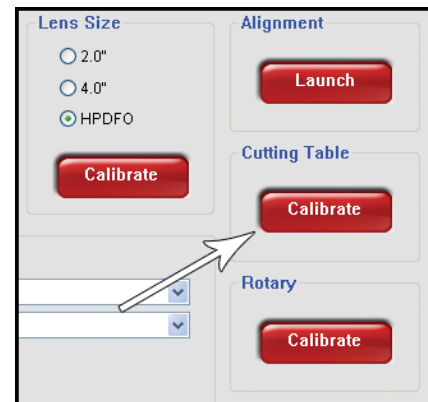 Lens Size
2.0"
4.0"
HPDFO
Calibrate
Alignment
Launch
Cutting Table
Calibrate
Rotary
Calibrate